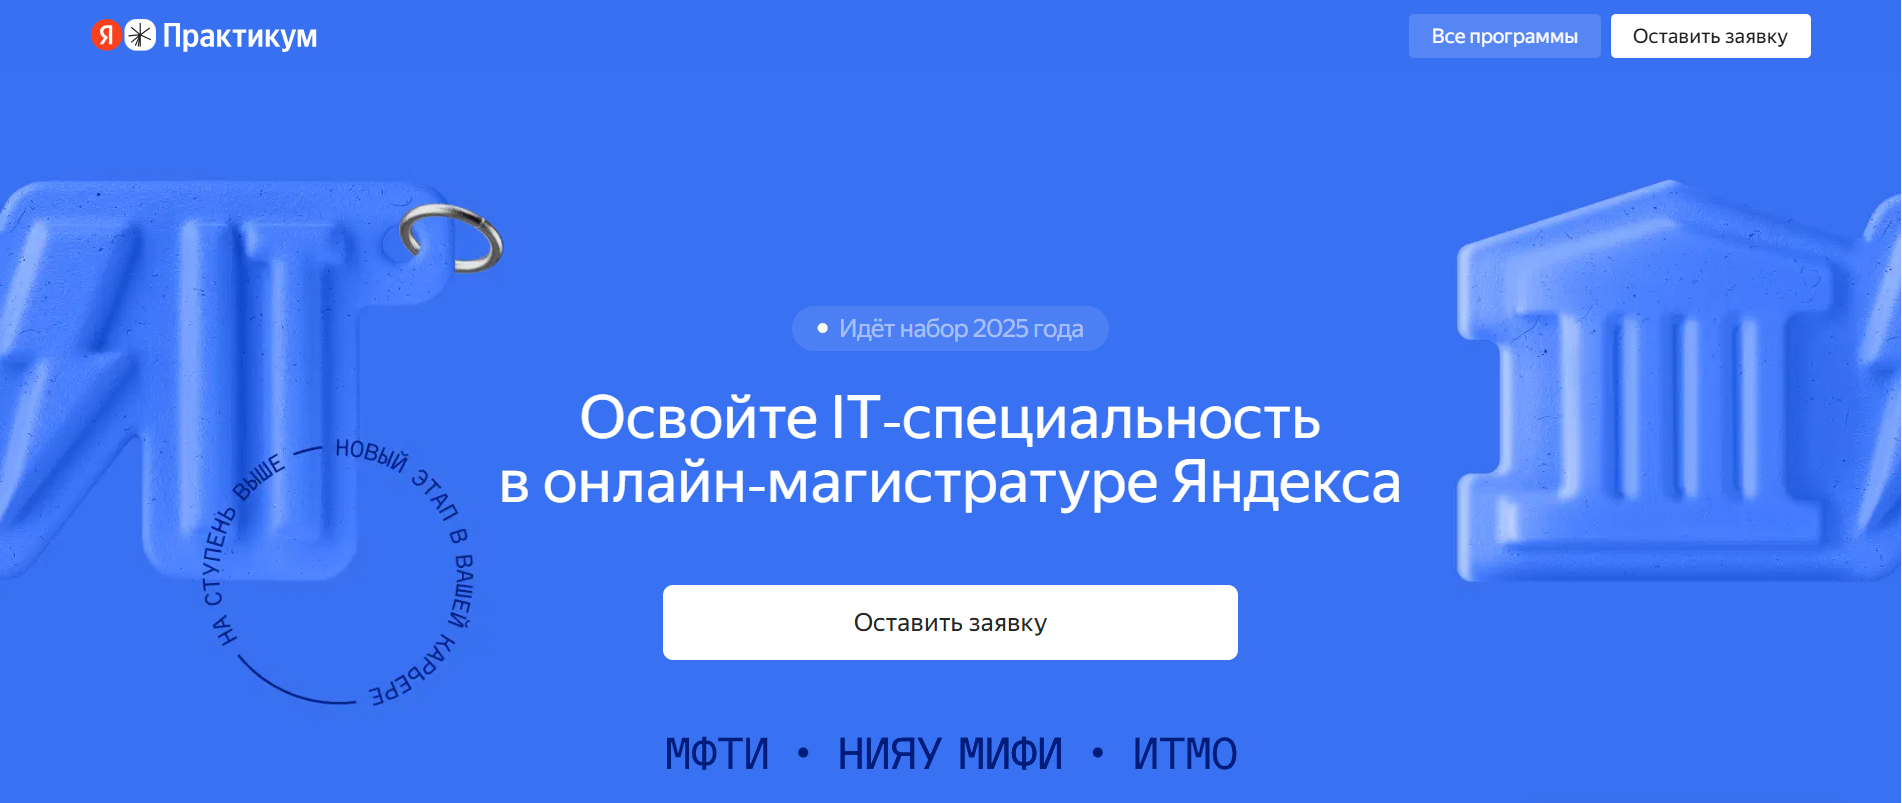 Я Практикум
Все программы
Оставить заявку
Идёт набор 2025 года
Освойте IT-специальность
в онлайн-магистратуре Яндекса
НА СТУПЕНЬ ВЫШЕ — НОВЫЙ ЭТАП В ВАШЕЙ КАРЬЕРЕ
Оставить заявку
МФТИ • НИЯУ МИФИ • ИТМО